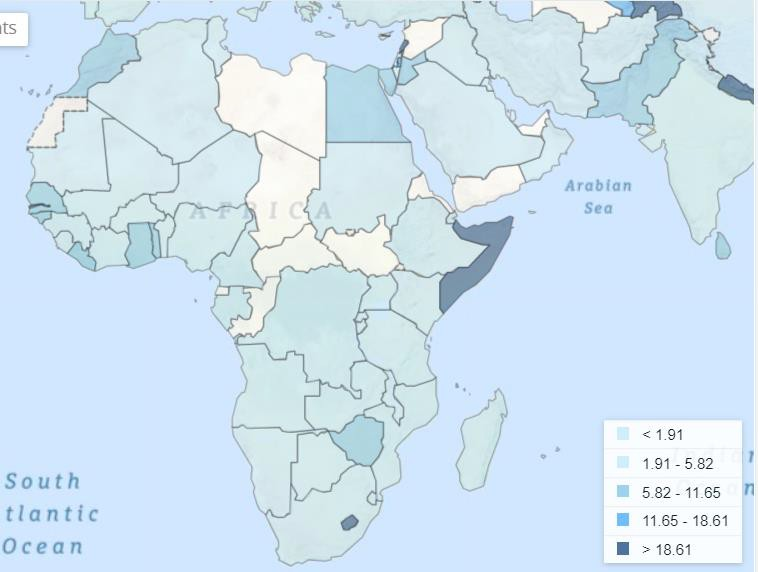 nts
AFRICA
Arabian
Sea
South
tlantic
Ocean
< 1.91
1.91 - 5.82
5.82 - 11.65
11.65 - 18.61
> 18.61